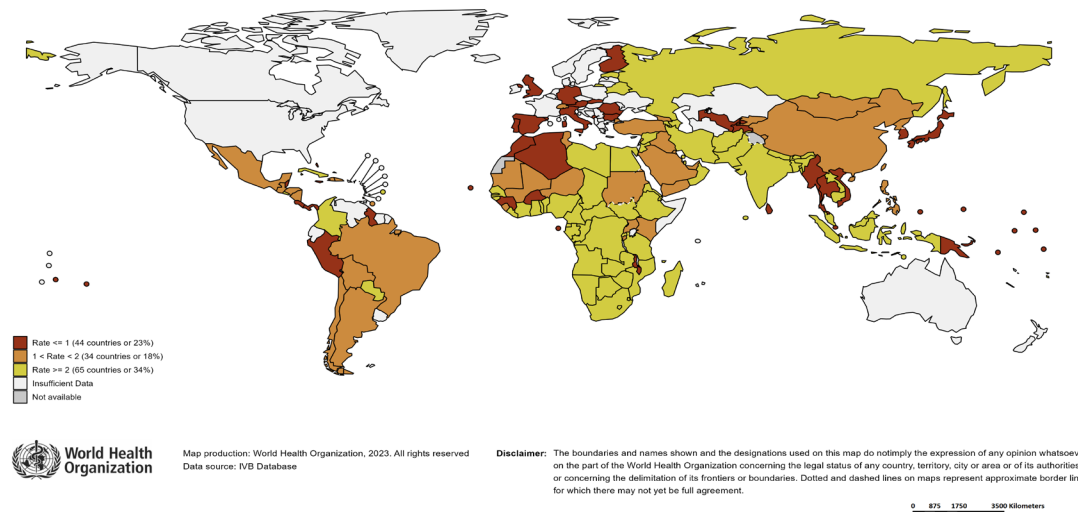 Rate <= 1 (44 countries or 23%)
1 < Rate < 2 (34 countries or 18%)
Rate >= 2 (65 countries or 34%)
Insufficient Data
Not available
World Health
Organization
Map production: World Health Organization, 2023. All rights reserved
Data source: IVB Database
Disclaimer: The boundaries and names shown and the designations used on this map do notimply the expression of any opinion whatsoev
on the part of the World Health Organization concerning the legal status of any country, territory, city or area or of its authorities
or concerning the delimitation of its frontiers or boundaries. Dotted and dashed lines on maps represent approximate border lin
for which there may not yet be full agreement.
0 875 1750 3500 Kilometers